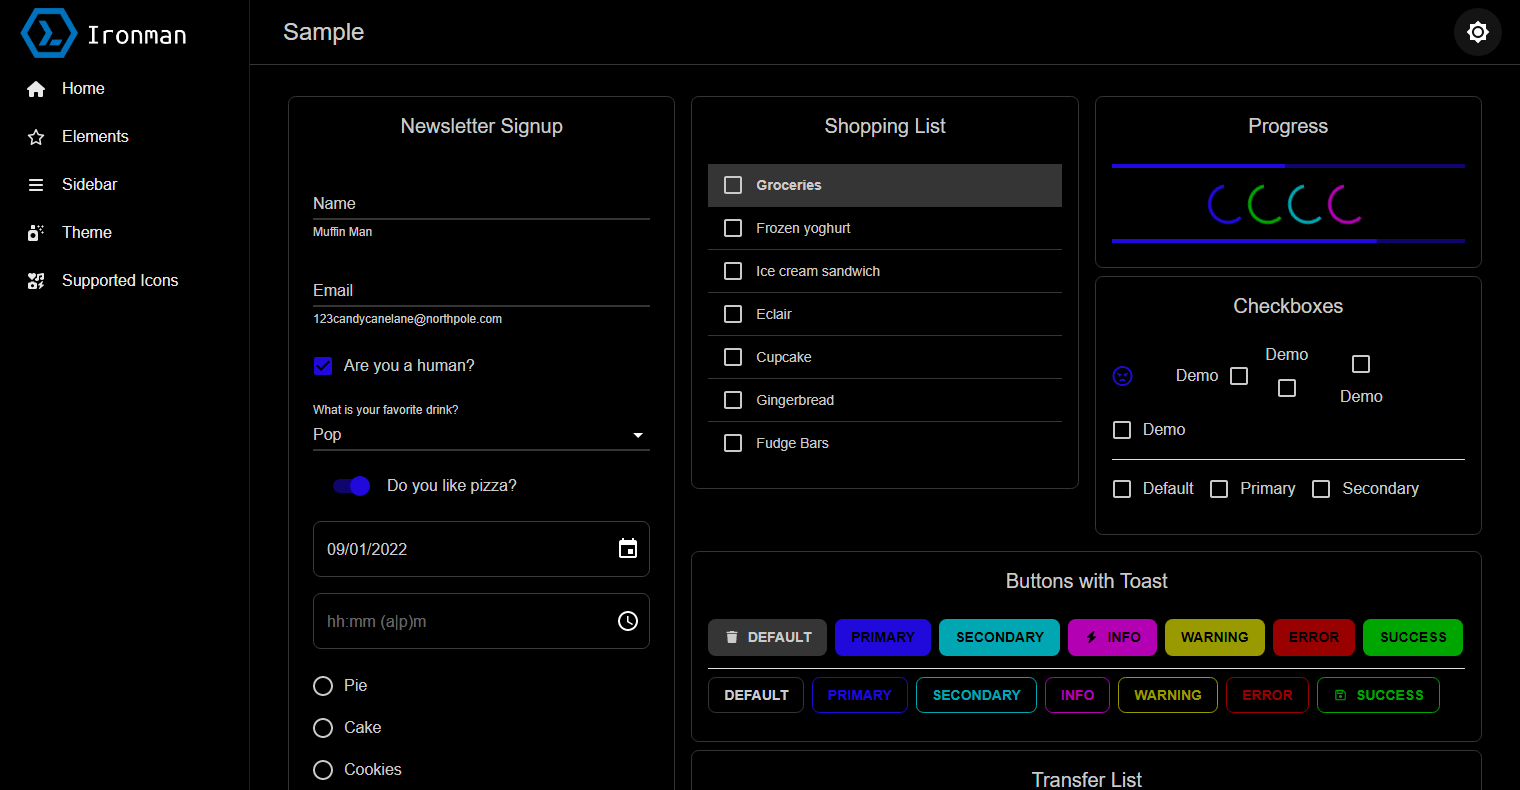 Ironman
Home
Elements
Sidebar
Theme
Supported Icons
Sample
Newsletter Signup
Name
Muffin Man
Email
123candycanelane@northpole.com
Are you a human?
What is your favorite drink?
Pop
Do you like pizza?
09/01/2022
hh:mm (a|p)m
Pie
Cake
Cookies
Shopping List
Groceries
Frozen yoghurt
Ice cream sandwich
Eclair
Cupcake
Gingerbread
Fudge Bars
Progress
Checkboxes
Demo
Demo
Demo
Demo
Default Primary Secondary
Buttons with Toast
DEFAULT PRIMARY SECONDARY INFO WARNING ERROR SUCCESS
DEFAULT PRIMARY SECONDARY INFO WARNING ERROR SUCCESS
Transfer List